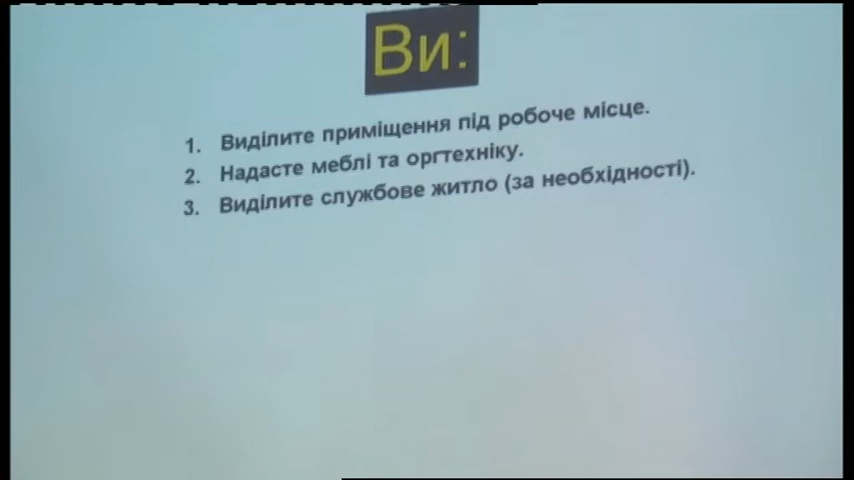 Ви:
1. Виділите приміщення під робоче місце.
2. Надасте меблі та оргтехніку.
3. Виділите службове житло (за необхідності).